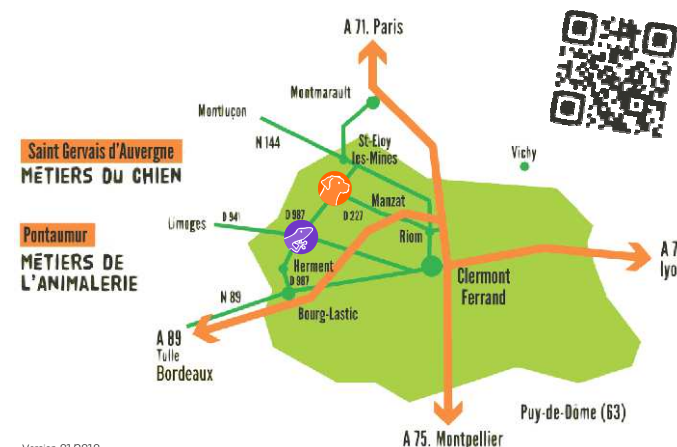 A 71. Paris
Montmarault
Montluçon
N 144
St-Eloy
les-Mines
Vichy
Saint Gervais d'Auvergne
MÉTIERS DU CHIEN
Manzat
Limoges
D 941
D 987
D 227
Pontaumur
Riom
MÉTIERS DE
L'ANIMALERIE
A 7
lyo
Herment
D 987
Clermont
Ferrand
N 89
Bourg-Lastic
A 89
Tulle
Bordeaux
Puy-de-Dôme (63)
A 75. Montpellier